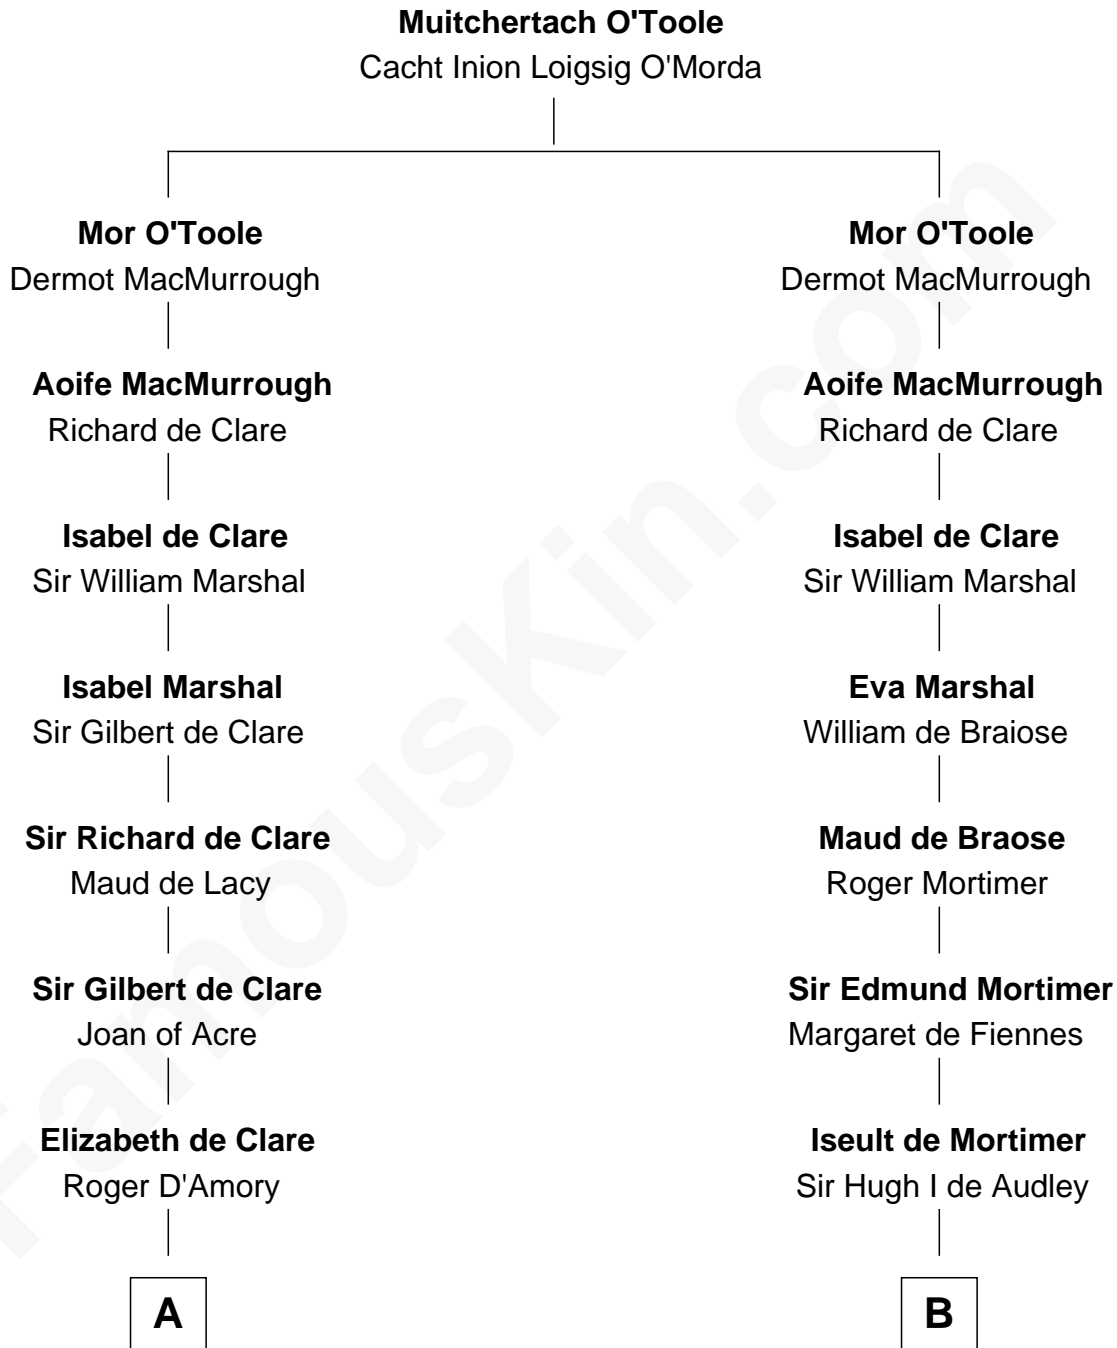 Muitchertach O'Toole
Cacht Inion Loigsig O'Morda
Mor O'Toole
Dermot MacMurrough
Aoife MacMurrough
Richard de Clare
Isabel de Clare
Sir William Marshal
Isabel Marshal
Sir Gilbert de Clare
Sir Richard de Clare
Maud de Lacy
Sir Gilbert de Clare
Joan of Acre
Elizabeth de Clare
Roger D'Amory
A
Mor O'Toole
Dermot MacMurrough
Aoife MacMurrough
Richard de Clare
Isabel de Clare
Sir William Marshal
Eva Marshal
William de Braiose
Maud de Braose
Roger Mortimer
Sir Edmund Mortimer
Margaret de Fiennes
Iseult de Mortimer
Sir Hugh I de Audley
B
FamousKin.com